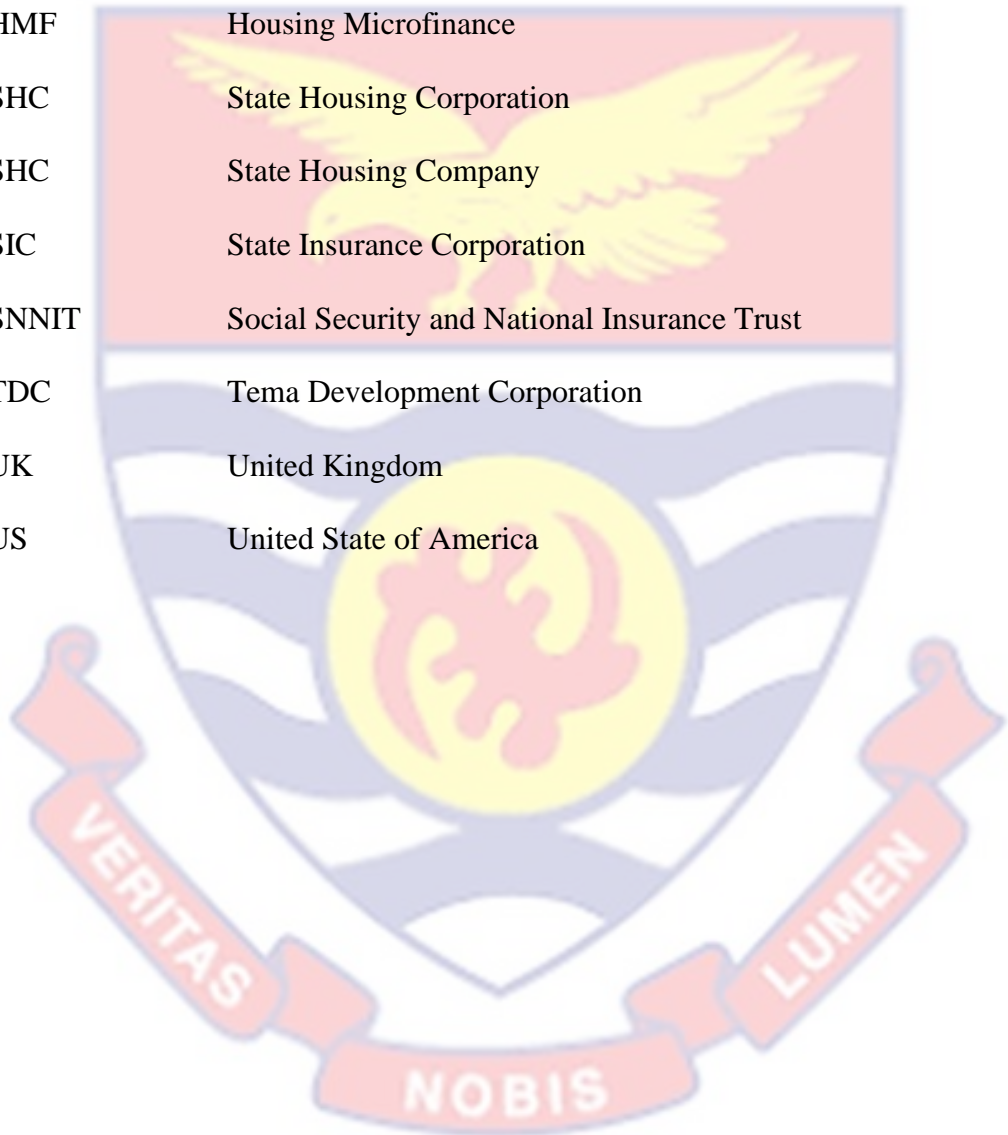 HMF Housing Microfinance
SHC State Housing Corporation
SHC State Housing Company
SIC State Insurance Corporation
SNNIT Social Security and National Insurance Trust
TDC Tema Development Corporation
UK United Kingdom
US United State of America
VERITAS
NOBIS
LUMEN